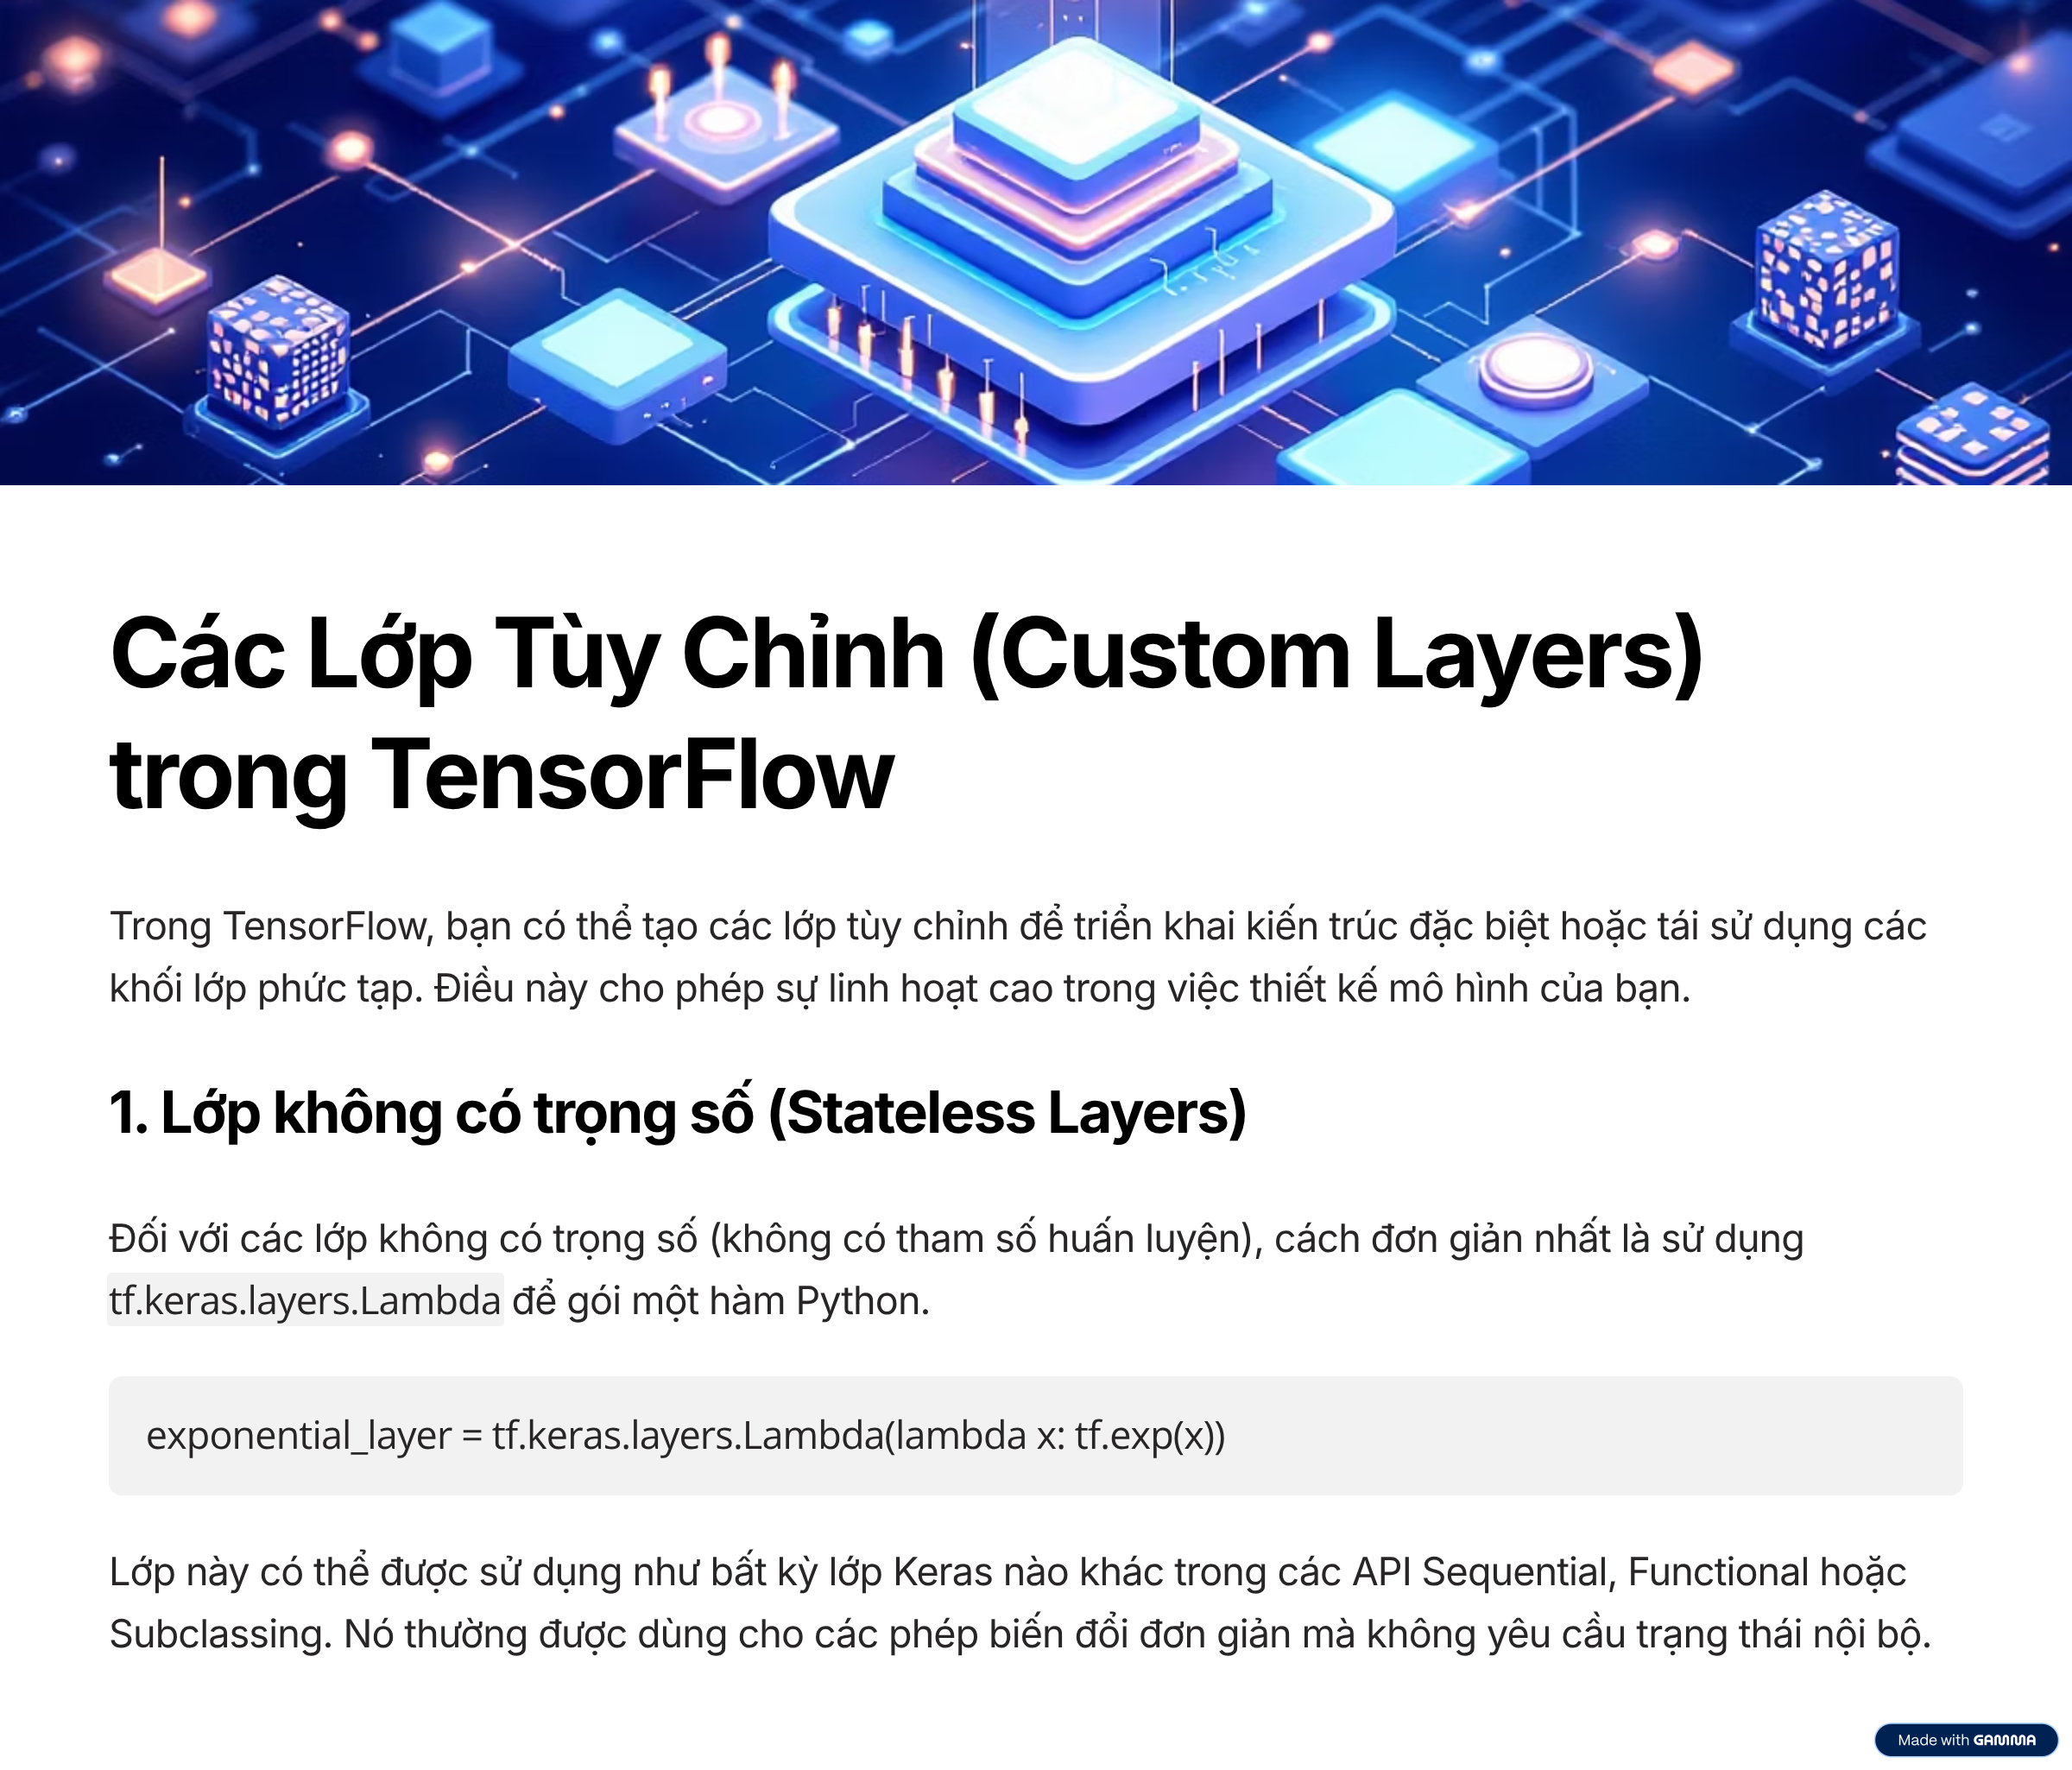 Các Lớp Tùy Chỉnh (Custom Layers)
trong TensorFlow
Trong TensorFlow, bạn có thể tạo các lớp tùy chỉnh để triển khai kiến trúc đặc biệt hoặc tái sử dụng các
khối lớp phức tạp. Điều này cho phép sự linh hoạt cao trong việc thiết kế mô hình của bạn.
1. Lớp không có trọng số (Stateless Layers)
Đối với các lớp không có trọng số (không có tham số huấn luyện), cách đơn giản nhất là sử dụng
tf.keras.layers.Lambda để gói một hàm Python.
exponential_layer = tf.keras.layers.Lambda(lambda x: tf.exp(x))
Lớp này có thể được sử dụng như bất kỳ lớp Keras nào khác trong các API Sequential, Functional hoặc
Subclassing. Nó thường được dùng cho các phép biến đổi đơn giản mà không yêu cầu trạng thái nội bộ.
Made with GAMMA